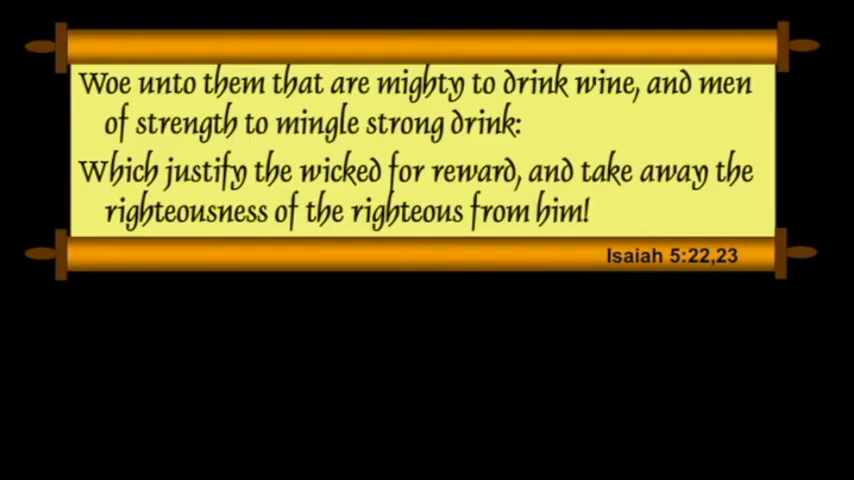 Woe unto them that are mighty to drink wine, and men
of strength to mingle strong drink:
Which justify the wicked for reward, and take away the
righteousness of the righteous from him!
Isaiah 5:22,23